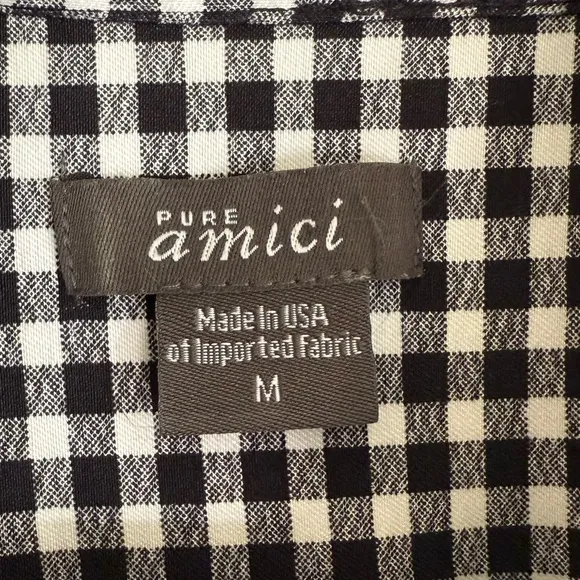 PURE
amici
Made In USA
of Imported Fabric
M